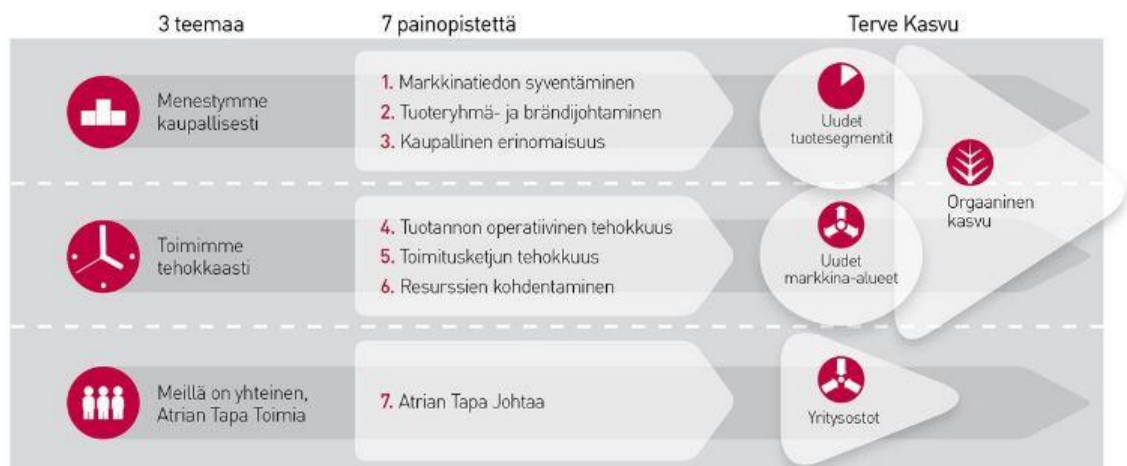 3 teemaa
7 painopistettä
Terve Kasvu
Menestymme
kaupallisesti
1. Markkinatiedon syventäminen
2. Tuoteryhmä- ja brändijohtaminen
3. Kaupallinen erinomaisuus
Uudet
tuotesegmentit
Orgaaninen
kasvu
Toimimme
tehokkaasti
4. Tuotannon operatiivinen tehokkuus
5. Toimitusketjun tehokkuus
6. Resurssien kohdentaminen
Uudet
markkina-alueet
Meillä on yhteinen,
Atrian Tapa Toimia
7. Atrian Tapa Johtaa
Yritysostot